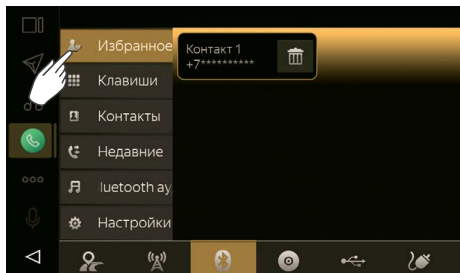 Избранное
Контакт 1
+7**********
Клавиши
Контакты
Недавние
luetooth ay
Настройки